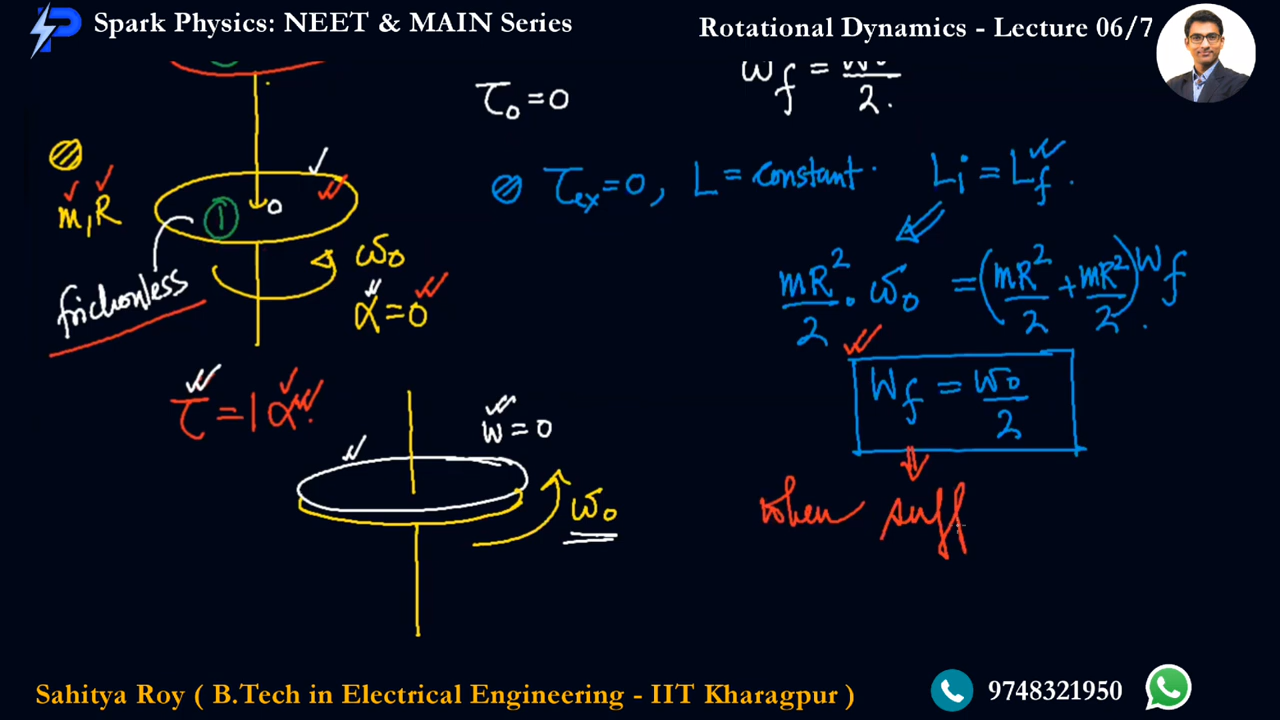 Spark Physics: NEET & MAIN Series
Rotational Dynamics - Lecture 06/7
τ₀ = 0
ω_f = ω₀/2.
m, R
1
0
ω₀
α = 0
frictionless
τ_ex = 0, L = constant. L_i = L_f.
mR²/2 · ω₀ = (mR²/2 + mR²/2) ω_f.
ω_f = ω₀/2
τ = I α
ω = 0
ω₀
when suff
Sahitya Roy ( B.Tech in Electrical Engineering - IIT Kharagpur )
9748321950